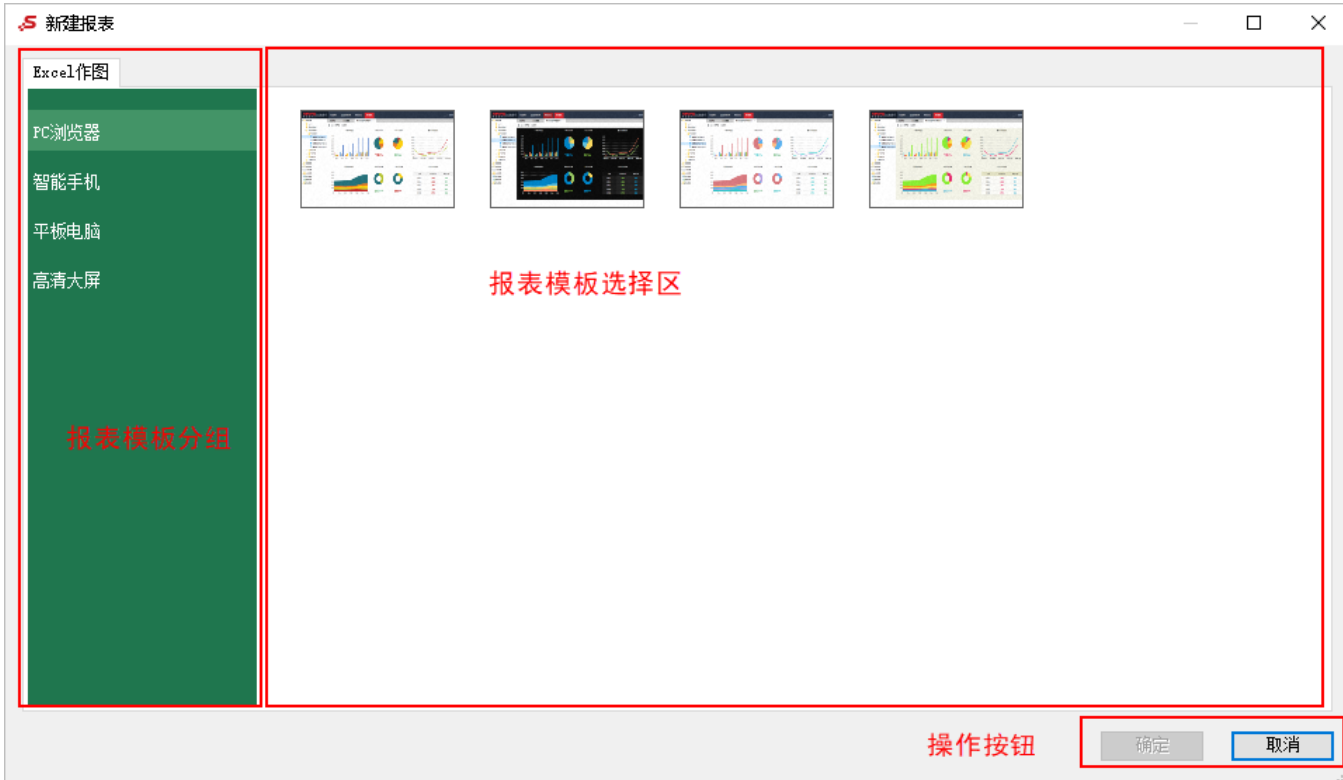 新建报表
Excel作图
PC浏览器
智能手机
平板电脑
高清大屏
报表模板选择区
报表模板分组
操作按钮
确定
取消